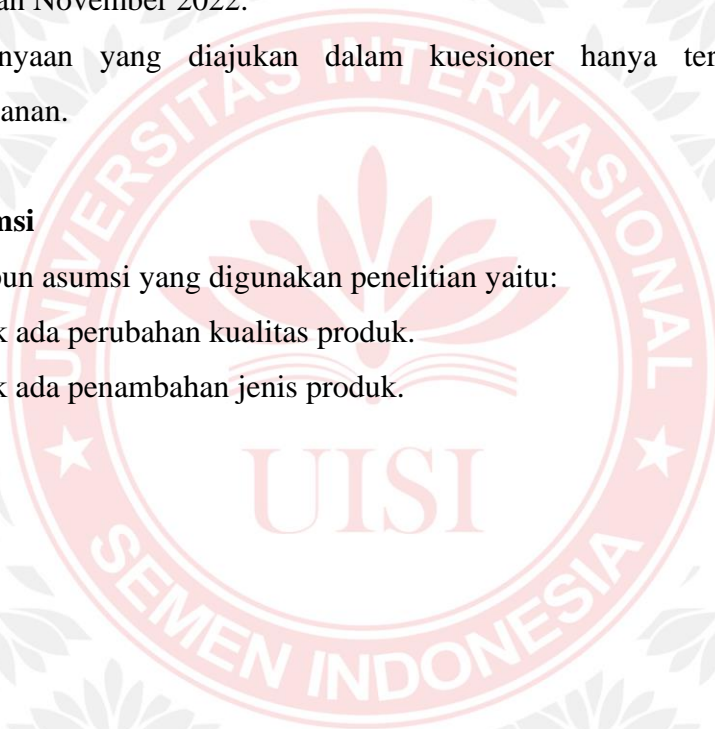 an November 2022.
nyaan yang diajukan dalam kuesioner hanya ter
anan.
nsi
un asumsi yang digunakan penelitian yaitu:
k ada perubahan kualitas produk.
k ada penambahan jenis produk.
UNIVERSITAS INTERNASIONAL
UISI
SEMEN INDONESIA